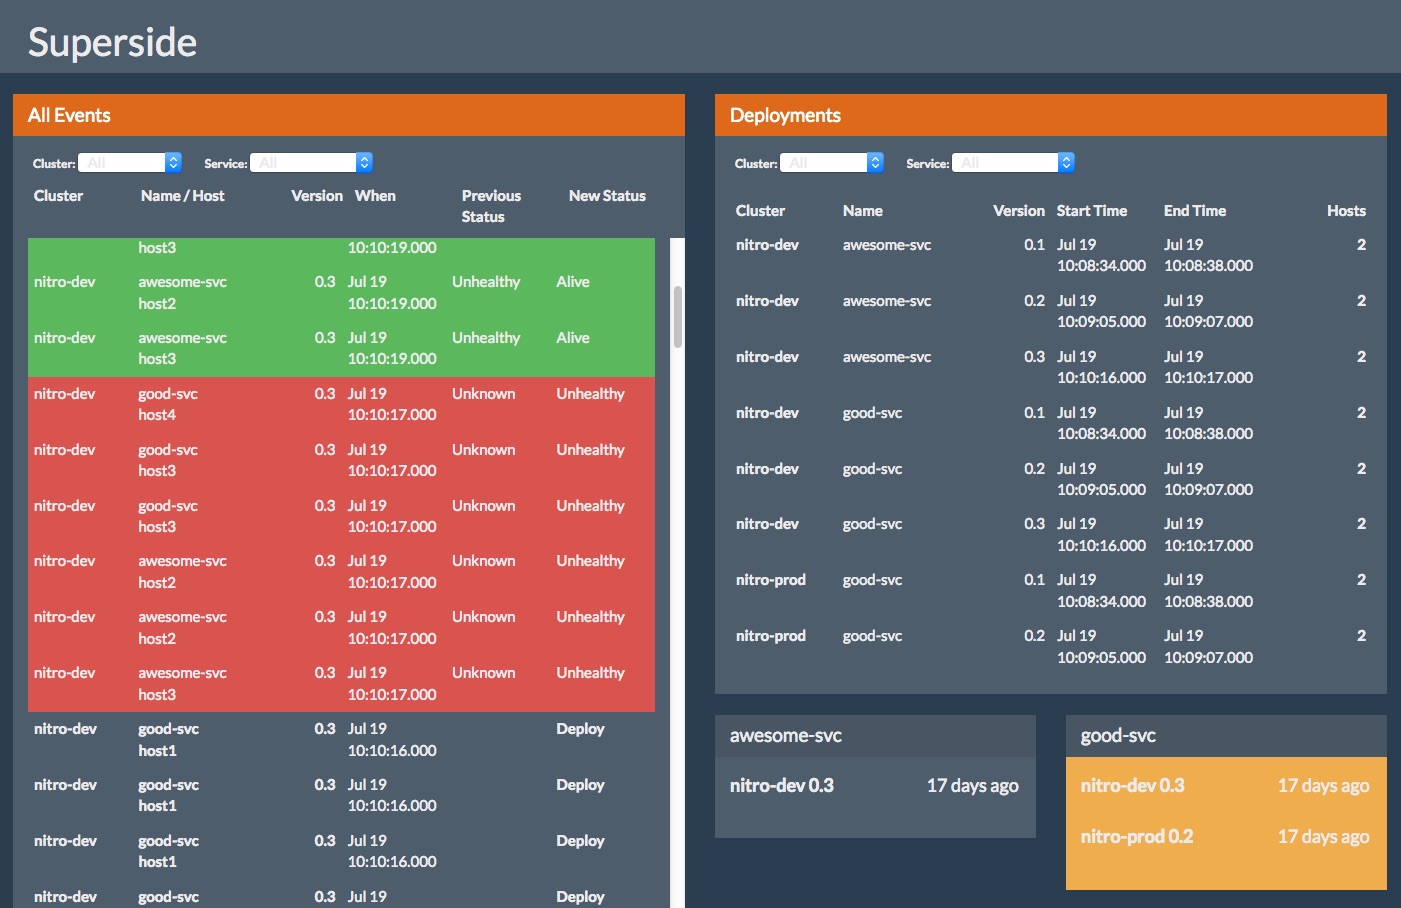 Superside
All Events
Cluster: All Service: All
Cluster Name / Host Version When Previous Status New Status
host3 10:10:19.000
nitro-dev awesome-svc 0.3 Jul 19 Unhealthy Alive
host2 10:10:19.000
nitro-dev awesome-svc 0.3 Jul 19 Unhealthy Alive
host3 10:10:19.000
nitro-dev good-svc 0.3 Jul 19 Unknown Unhealthy
host4 10:10:17.000
nitro-dev good-svc 0.3 Jul 19 Unknown Unhealthy
host3 10:10:17.000
nitro-dev good-svc 0.3 Jul 19 Unknown Unhealthy
host3 10:10:17.000
nitro-dev awesome-svc 0.3 Jul 19 Unknown Unhealthy
host2 10:10:17.000
nitro-dev awesome-svc 0.3 Jul 19 Unknown Unhealthy
host2 10:10:17.000
nitro-dev awesome-svc 0.3 Jul 19 Unknown Unhealthy
host3 10:10:17.000
nitro-dev good-svc 0.3 Jul 19 Deploy
host1 10:10:16.000
nitro-dev good-svc 0.3 Jul 19 Deploy
host1 10:10:16.000
nitro-dev good-svc 0.3 Jul 19 Deploy
host1 10:10:16.000
nitro-dev good-svc 0.3 Jul 19 Deploy
Deployments
Cluster: All Service: All
Cluster Name Version Start Time End Time Hosts
nitro-dev awesome-svc 0.1 Jul 19 Jul 19 2
10:08:34.000 10:08:38.000
nitro-dev awesome-svc 0.2 Jul 19 Jul 19 2
10:09:05.000 10:09:07.000
nitro-dev awesome-svc 0.3 Jul 19 Jul 19 2
10:10:16.000 10:10:17.000
nitro-dev good-svc 0.1 Jul 19 Jul 19 2
10:08:34.000 10:08:38.000
nitro-dev good-svc 0.2 Jul 19 Jul 19 2
10:09:05.000 10:09:07.000
nitro-dev good-svc 0.3 Jul 19 Jul 19 2
10:10:16.000 10:10:17.000
nitro-prod good-svc 0.1 Jul 19 Jul 19 2
10:08:34.000 10:08:38.000
nitro-prod good-svc 0.2 Jul 19 Jul 19 2
10:09:05.000 10:09:07.000
awesome-svc
nitro-dev 0.3 17 days ago
good-svc
nitro-dev 0.3 17 days ago
nitro-prod 0.2 17 days ago